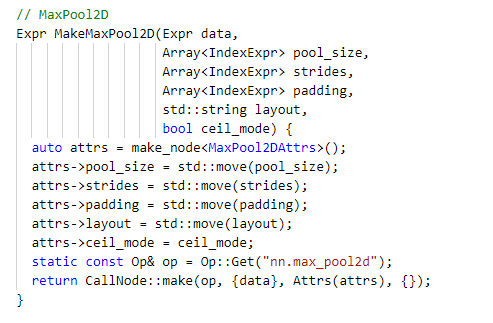 // MaxPool2D
Expr MakeMaxPool2D(Expr data,
                   Array<IndexExpr> pool_size,
                   Array<IndexExpr> strides,
                   Array<IndexExpr> padding,
                   std::string layout,
                   bool ceil_mode) {
  auto attrs = make_node<MaxPool2DAttrs>();
  attrs->pool_size = std::move(pool_size);
  attrs->strides = std::move(strides);
  attrs->padding = std::move(padding);
  attrs->layout = std::move(layout);
  attrs->ceil_mode = ceil_mode;
  static const Op& op = Op::Get("nn.max_pool2d");
  return CallNode::make(op, {data}, Attrs(attrs), {});
}